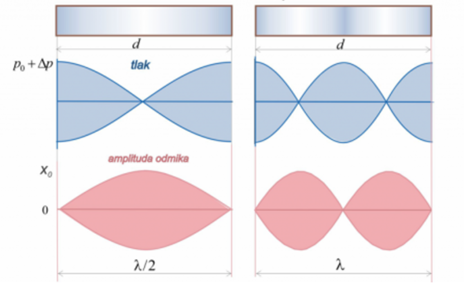 d
d
p₀ + Δp
tlak
amplituda odmika
x₀
0
λ/2
λ